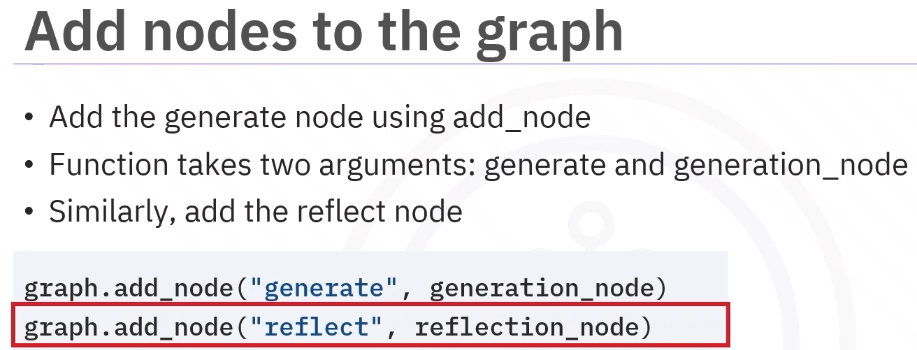 Add nodes to the graph
• Add the generate node using add_node
• Function takes two arguments: generate and generation_node
• Similarly, add the reflect node
graph.add_node("generate", generation_node)
graph.add_node("reflect", reflection_node)